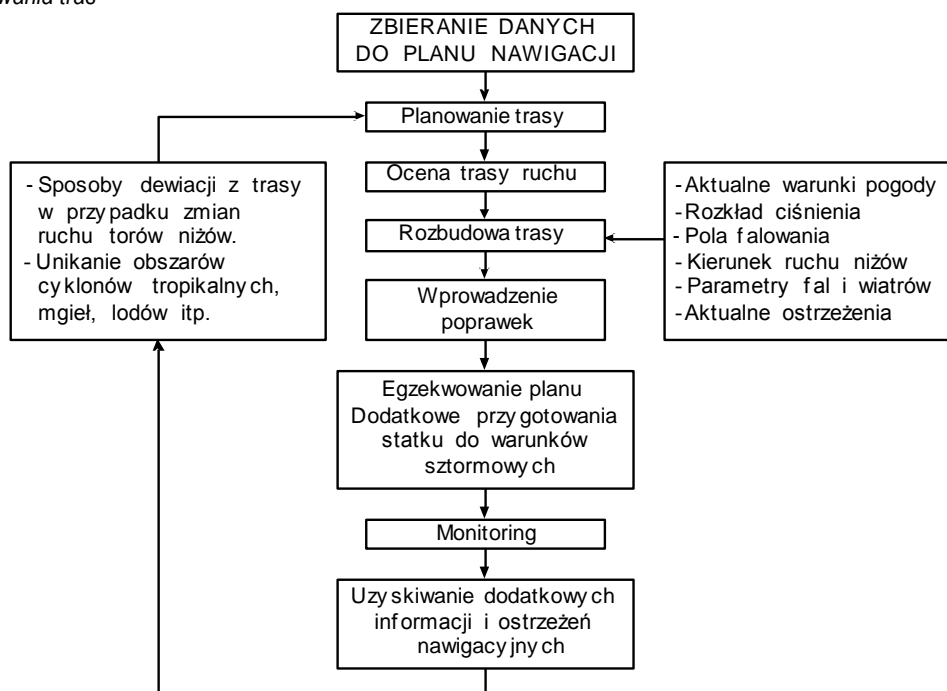 ZBIERANIE DANYCH
DO PLANU NAWIGACJI
Planowanie trasy
Ocena trasy ruchu
Rozbudowa trasy
Wprowadzenie
poprawek
Egzekwowanie planu
Dodatkowe przygotowania
statku do warunków
sztormowych
Monitoring
Uzyskiwanie dodatkowych
informacji i ostrzeżeń
nawigacyjnych
- Sposoby dewiacji z trasy
w przypadku zmian
ruchu torów niżów.
- Unikanie obszarów
cyklonów tropikalnych,
mgieł, lodów itp.
- Aktualne warunki pogody
- Rozkład ciśnienia
- Pola falowania
- Kierunek ruchu niżów
- Parametry fal i wiatrów
- Aktualne ostrzeżenia